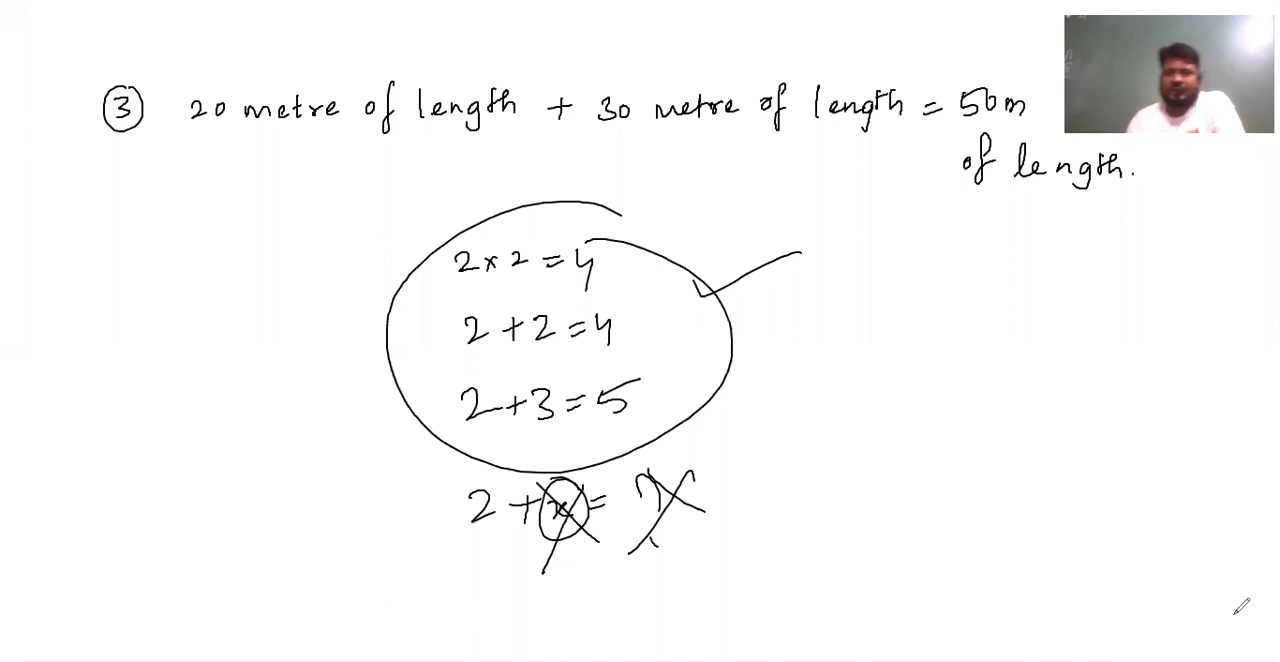 ③ 20 metre of length + 30 metre of length = 50m
of length.
2 × 2 = 4
2 + 2 = 4
2 + 3 = 5
2 + x = ?